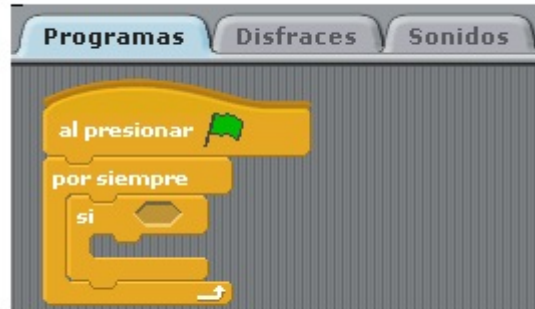 Programas Disfraces Sonidos
al presionar
por siempre
si